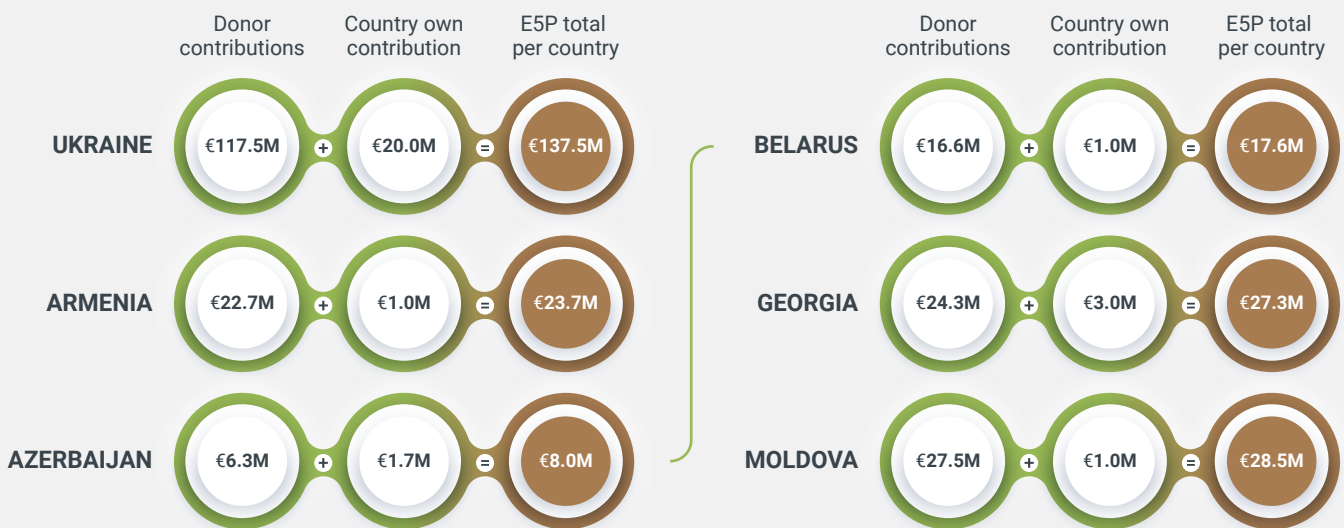 Donor
contributions
Country own
contribution
E5P total
per country
UKRAINE €117.5M + €20.0M = €137.5M
ARMENIA €22.7M + €1.0M = €23.7M
AZERBAIJAN €6.3M + €1.7M = €8.0M
Donor
contributions
Country own
contribution
E5P total
per country
BELARUS €16.6M + €1.0M = €17.6M
GEORGIA €24.3M + €3.0M = €27.3M
MOLDOVA €27.5M + €1.0M = €28.5M